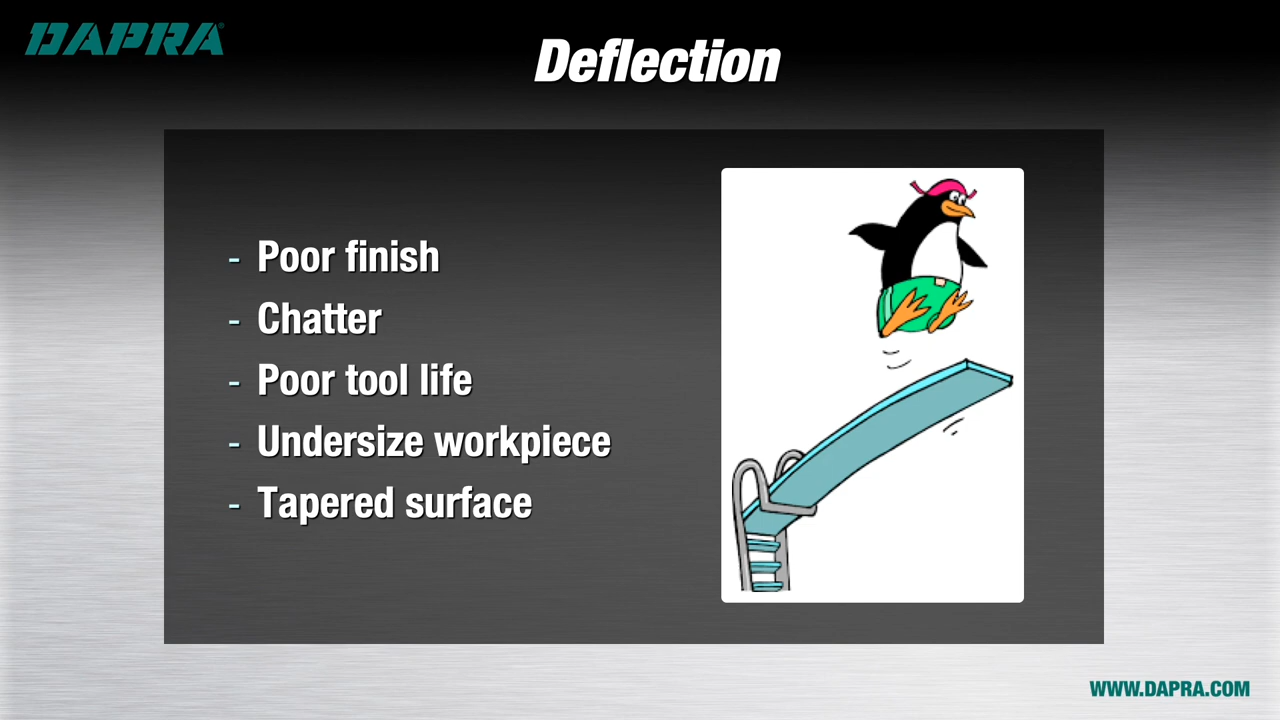 DAPRA®
Deflection
- Poor finish
- Chatter
- Poor tool life
- Undersize workpiece
- Tapered surface
WWW.DAPRA.COM